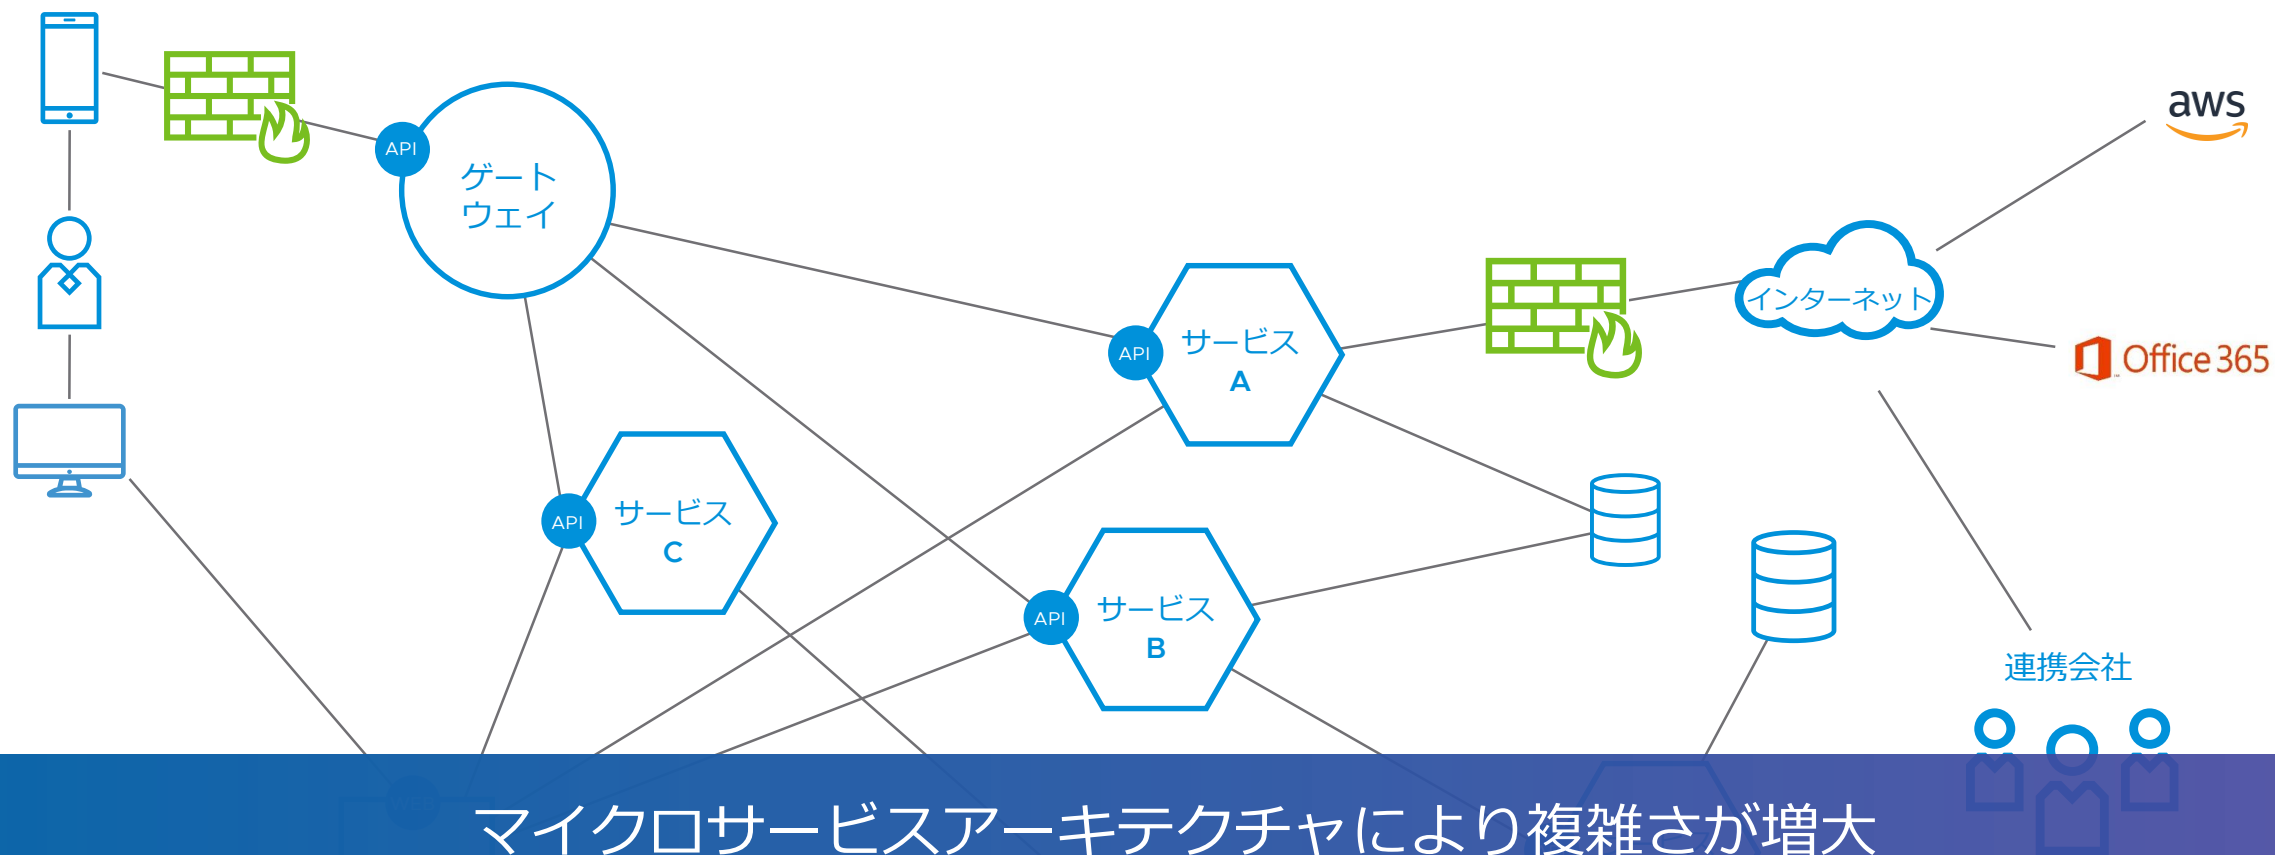 API
ゲート
ウェイ
aws
API
サービス
A
インターネット
Office 365
API
サービス
C
API
サービス
B
連携会社
マイクロサービスアーキテクチャにより複雑さが増大